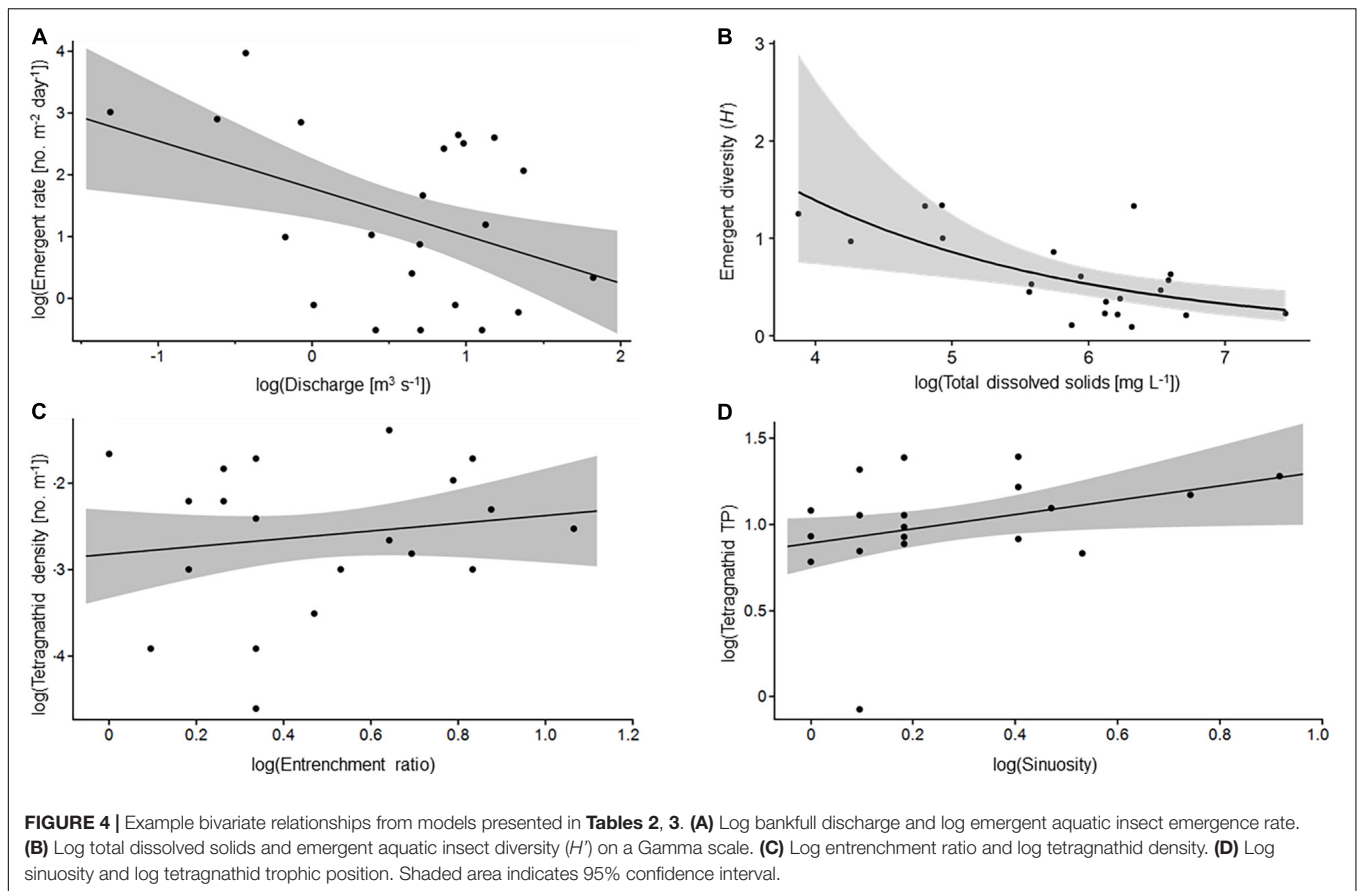 A
log(Emergent rate [no. m-2 day-1])
4
3
2
1
0
-1
0
1
2
log(Discharge [m3 s-1])
B
Emergent diversity (H')
3
2
1
0
4
5
6
7
log(Total dissolved solids [mg L-1])
C
log(Tetragnathid density [no. m-1])
-2
-3
-4
0
0.2
0.4
0.6
0.8
1.0
1.2
log(Entrenchment ratio)
D
log(Tetragnathid TP)
1.5
1.0
0.5
0
0
0.2
0.4
0.6
0.8
1.0
log(Sinuosity)
FIGURE 4 | Example bivariate relationships from models presented in Tables 2, 3. (A) Log bankfull discharge and log emergent aquatic insect emergence rate.
(B) Log total dissolved solids and emergent aquatic insect diversity (H') on a Gamma scale. (C) Log entrenchment ratio and log tetragnathid density. (D) Log
sinuosity and log tetragnathid trophic position. Shaded area indicates 95% confidence interval.